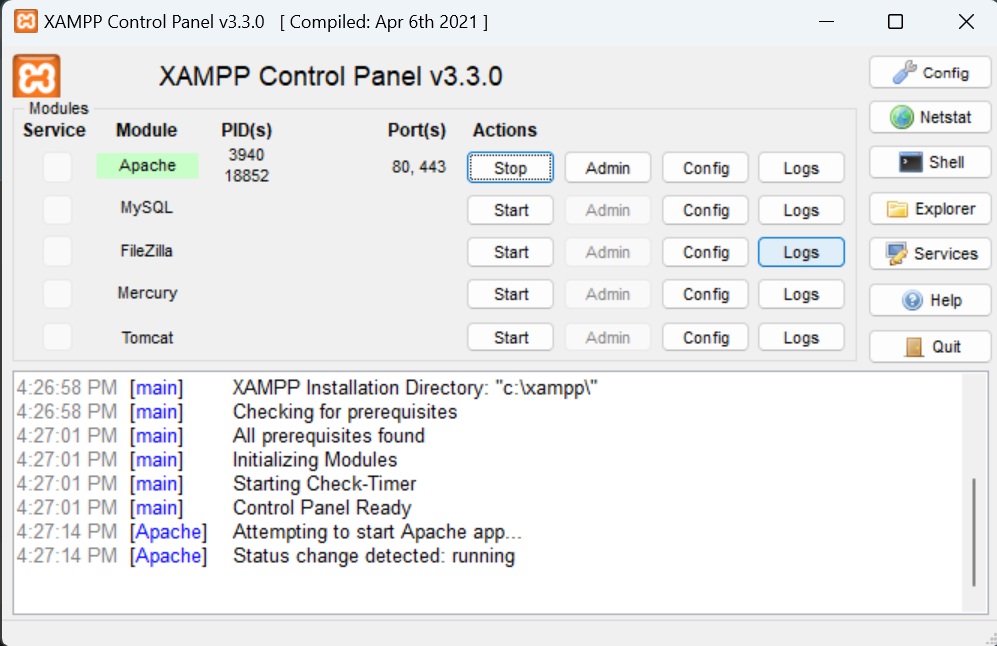 XAMPP Control Panel v3.3.0 [ Compiled: Apr 6th 2021 ]
XAMPP Control Panel v3.3.0
Config
Modules
Service Module PID(s) Port(s) Actions
Netstat
Apache 3940 80, 443 Stop Admin Config Logs
18852
Shell
MySQL Start Admin Config Logs
Explorer
FileZilla Start Admin Config Logs
Services
Mercury Start Admin Config Logs
Help
Tomcat Start Admin Config Logs
Quit
4:26:58 PM [main] XAMPP Installation Directory: "c:\xampp\"
4:26:58 PM [main] Checking for prerequisites
4:27:01 PM [main] All prerequisites found
4:27:01 PM [main] Initializing Modules
4:27:01 PM [main] Starting Check-Timer
4:27:01 PM [main] Control Panel Ready
4:27:14 PM [Apache] Attempting to start Apache app...
4:27:14 PM [Apache] Status change detected: running